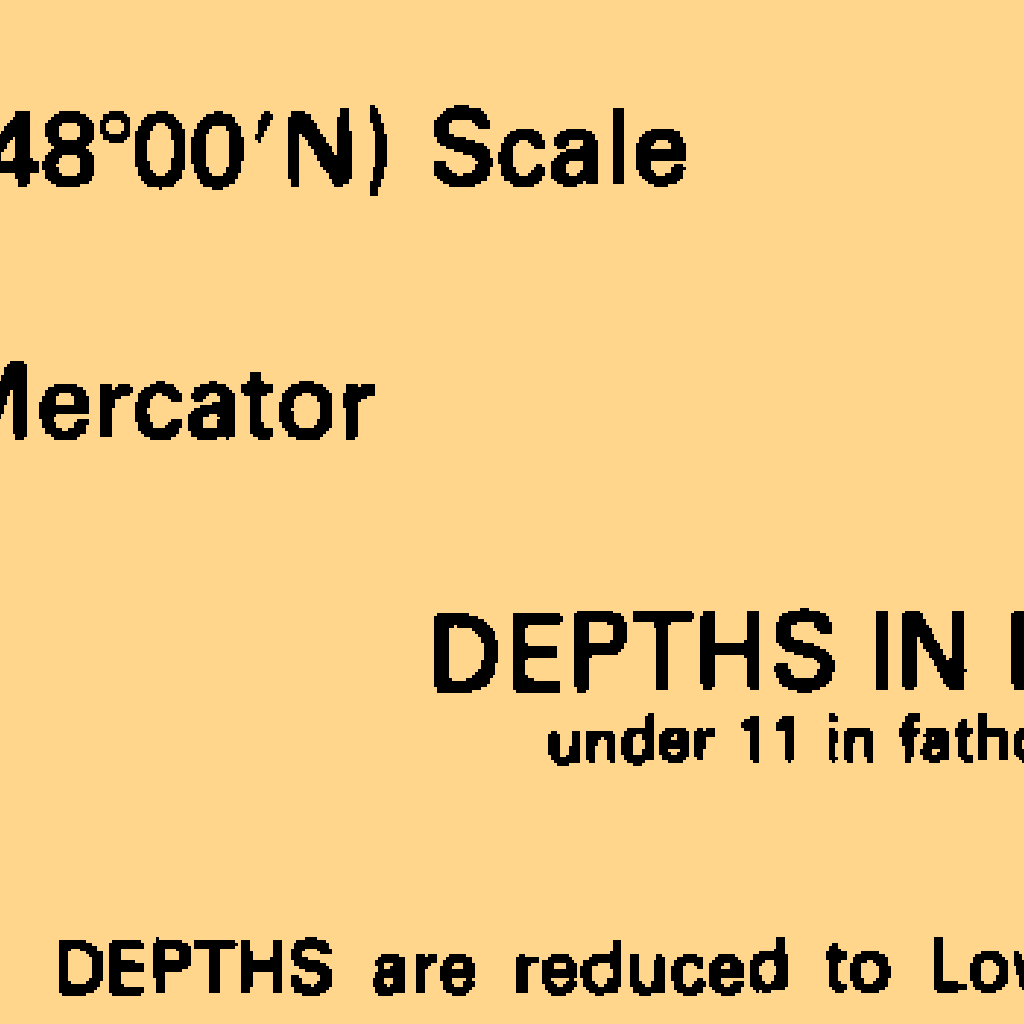 48°00′N) Scale
Mercator
DEPTHS IN
under 11 in
DEPTHS are reduced to